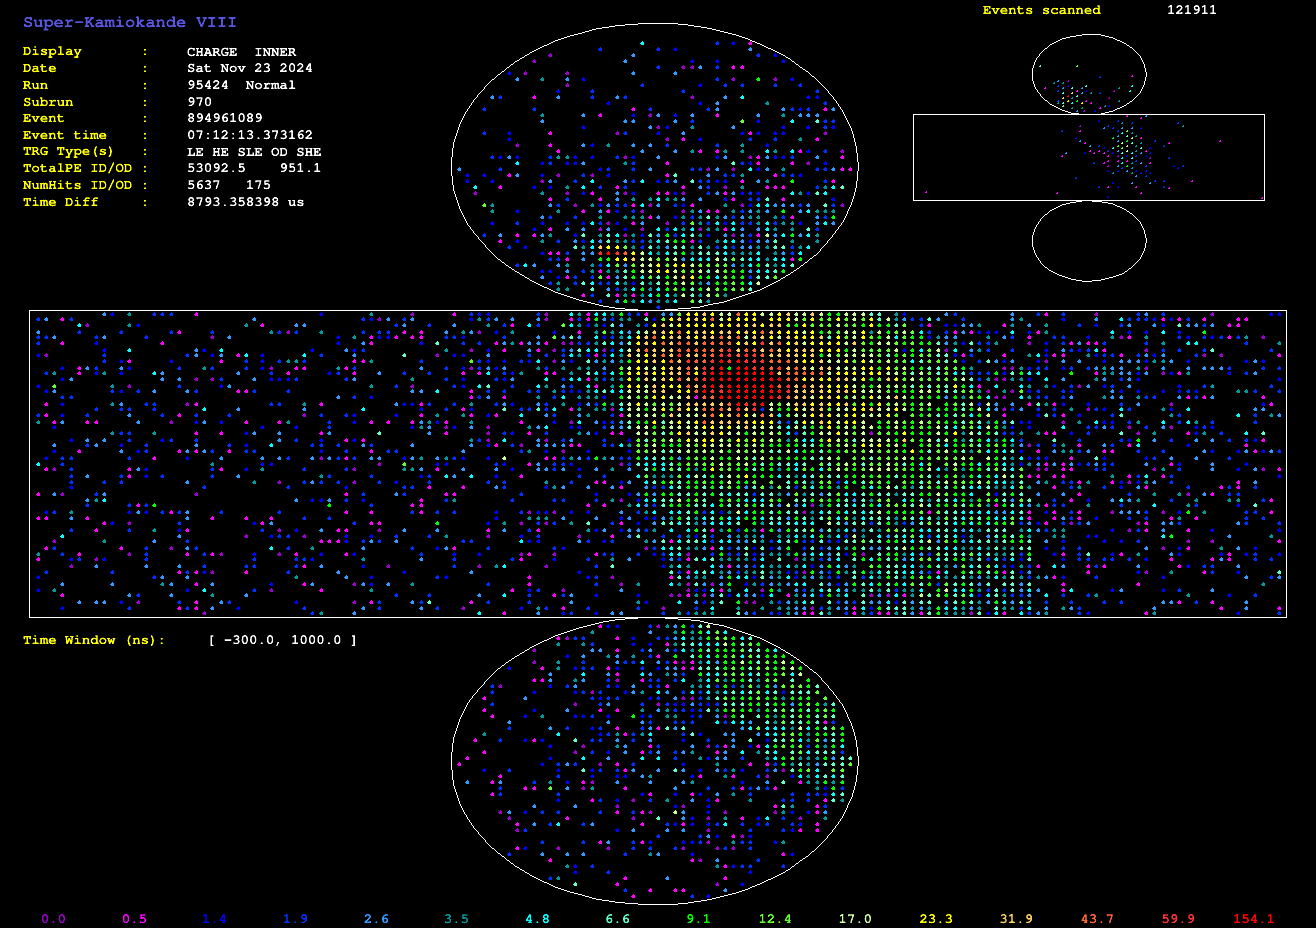 Super-Kamiokande VIII
Events scanned 121911
Display : CHARGE INNER
Date : Sat Nov 23 2024
Run : 95424 Normal
Subrun : 970
Event : 894961089
Event time : 07:12:13.373162
TRG Type(s) : LE HE SLE OD SHE
TotalPE ID/OD : 53092.5 951.1
NumHits ID/OD : 5637 175
Time Diff : 8793.358398 us
Time Window (ns): [ -300.0, 1000.0 ]
0.0 0.5 1.4 1.9 2.6 3.5 4.8 6.6 9.1 12.4 17.0 23.3 31.9 43.7 59.9 154.1